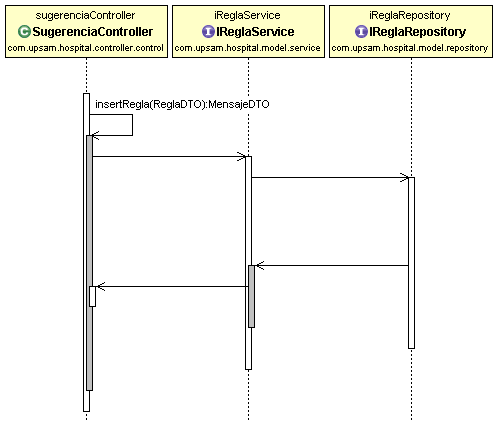 sugerenciaController
C SugerenciaController
com.upsam.hospital.controller.control
iReglaService
I IReglaService
com.upsam.hospital.model.service
iReglaRepository
I IReglaRepository
com.upsam.hospital.model.repository
insertRegla(ReglaDTO):MensajeDTO